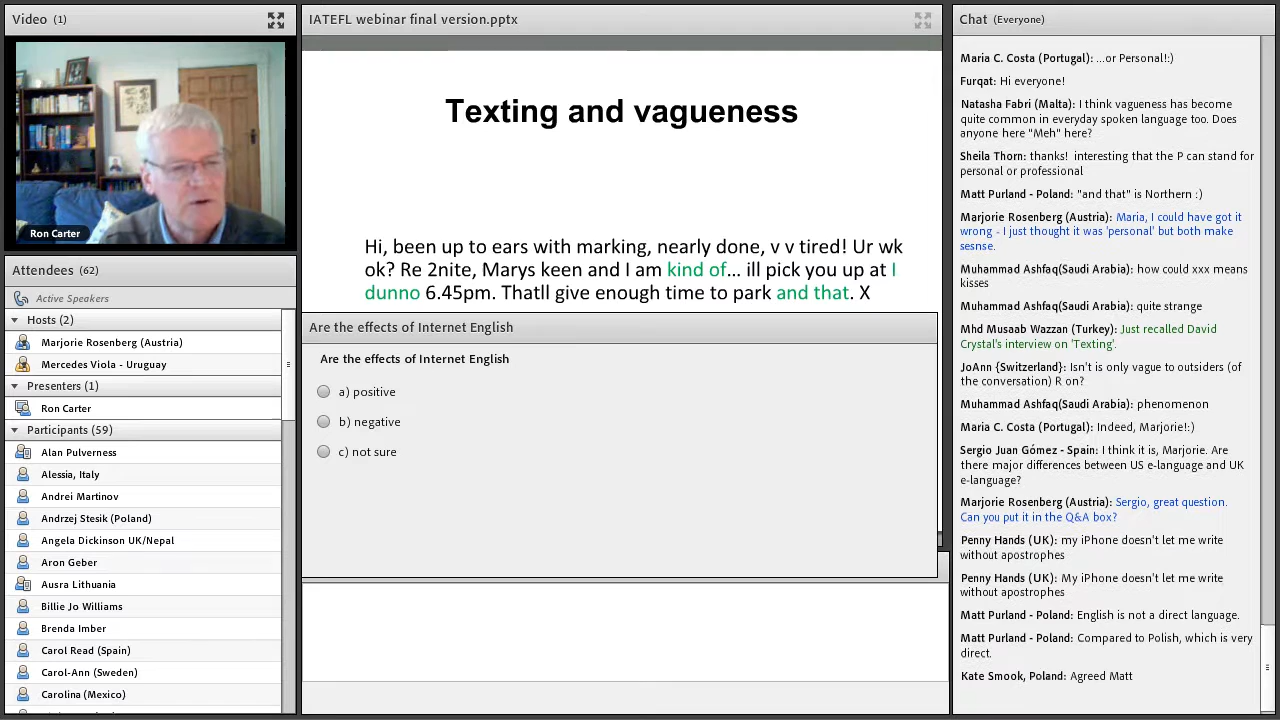 Video (1)
Ron Carter
Attendees (62)
Active Speakers
Hosts (2)
Marjorie Rosenberg (Austria)
Mercedes Viola - Uruguay
Presenters (1)
Ron Carter
Participants (59)
Alan Pulverness
Alessia, Italy
Andrei Martinov
Andrzej Stesik (Poland)
Angela Dickinson UK/Nepal
Aron Geber
Ausra Lithuania
Billie Jo Williams
Brenda Imber
Carol Read (Spain)
Carol-Ann (Sweden)
Carolina (Mexico)
IATEFL webinar final version.pptx
Texting and vagueness
Hi, been up to ears with marking, nearly done, v v tired! Ur wk
ok? Re 2nite, Marys keen and I am kind of... ill pick you up at I
dunno 6.45pm. Thatll give enough time to park and that. X
Are the effects of Internet English
Are the effects of Internet English
a) positive
b) negative
c) not sure
Chat (Everyone)
Maria C. Costa (Portugal): ...or Personal!:)
Furqat: Hi everyone!
Natasha Fabri (Malta): I think vagueness has become
quite common in everyday spoken language too. Does
anyone here "Meh" here?
Sheila Thorn: thanks! interesting that the P can stand for
personal or professional
Matt Purland - Poland: "and that" is Northern :)
Marjorie Rosenberg (Austria): Maria, I could have got it
wrong - I just thought it was 'personal' but both make
sesnse.
Muhammad Ashfaq(Saudi Arabia): how could xxx means
kisses
Muhammad Ashfaq(Saudi Arabia): quite strange
Mhd Musaab Wazzan (Turkey): Just recalled David
Crystal's interview on 'Texting'.
JoAnn {Switzerland}: Isn't is only vague to outsiders (of
the conversation) R on?
Muhammad Ashfaq(Saudi Arabia): phenomenon
Maria C. Costa (Portugal): Indeed, Marjorie!:)
Sergio Juan Gómez - Spain: I think it is, Marjorie. Are
there major differences between US e-language and UK
e-language?
Marjorie Rosenberg (Austria): Sergio, great question.
Can you put it in the Q&A box?
Penny Hands (UK): my iPhone doesn't let me write
without apostrophes
Penny Hands (UK): My iPhone doesn't let me write
without apostrophes
Matt Purland - Poland: English is not a direct language.
Matt Purland - Poland: Compared to Polish, which is very
direct.
Kate Smook, Poland: Agreed Matt